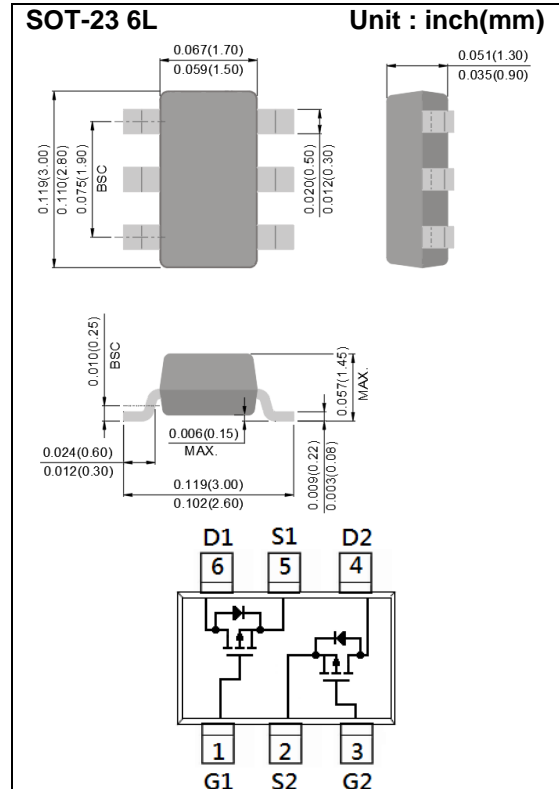 SOT-23 6L Unit : inch(mm)
0.067(1.70)
0.059(1.50)
0.051(1.30)
0.035(0.90)
0.119(3.00)
0.110(2.80)
0.075(1.90)
BSC
0.020(0.50)
0.012(0.30)
0.010(0.25)
BSC
0.057(1.45)
MAX.
0.006(0.15)
MAX.
0.024(0.60)
0.012(0.30)
0.009(0.22)
0.003(0.08)
0.119(3.00)
0.102(2.60)
D1 S1 D2
6 5 4
1 2 3
G1 S2 G2